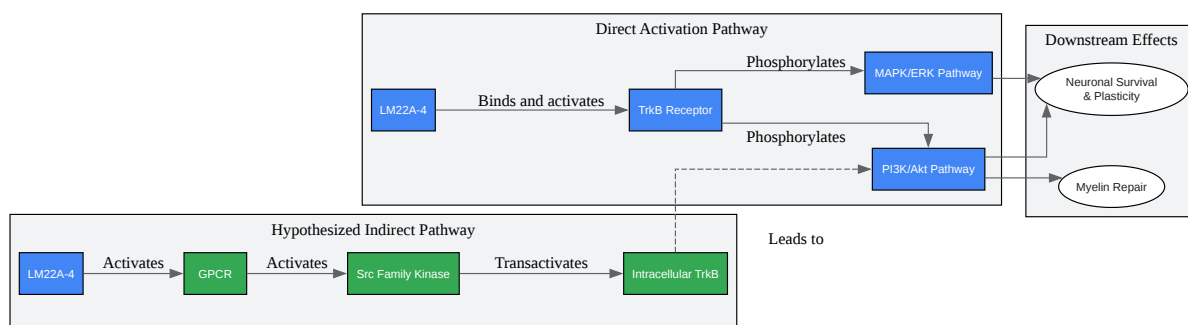 Direct Activation Pathway
Downstream Effects
Phosphorylates
MAPK/ERK Pathway
Neuronal Survival
& Plasticity
LM22A-4
Binds and activates
TrkB Receptor
Phosphorylates
PI3K/Akt Pathway
Myelin Repair
Hypothesized Indirect Pathway
Leads to
LM22A-4
Activates
GPCR
Activates
Src Family Kinase
Transactivates
Intracellular TrkB